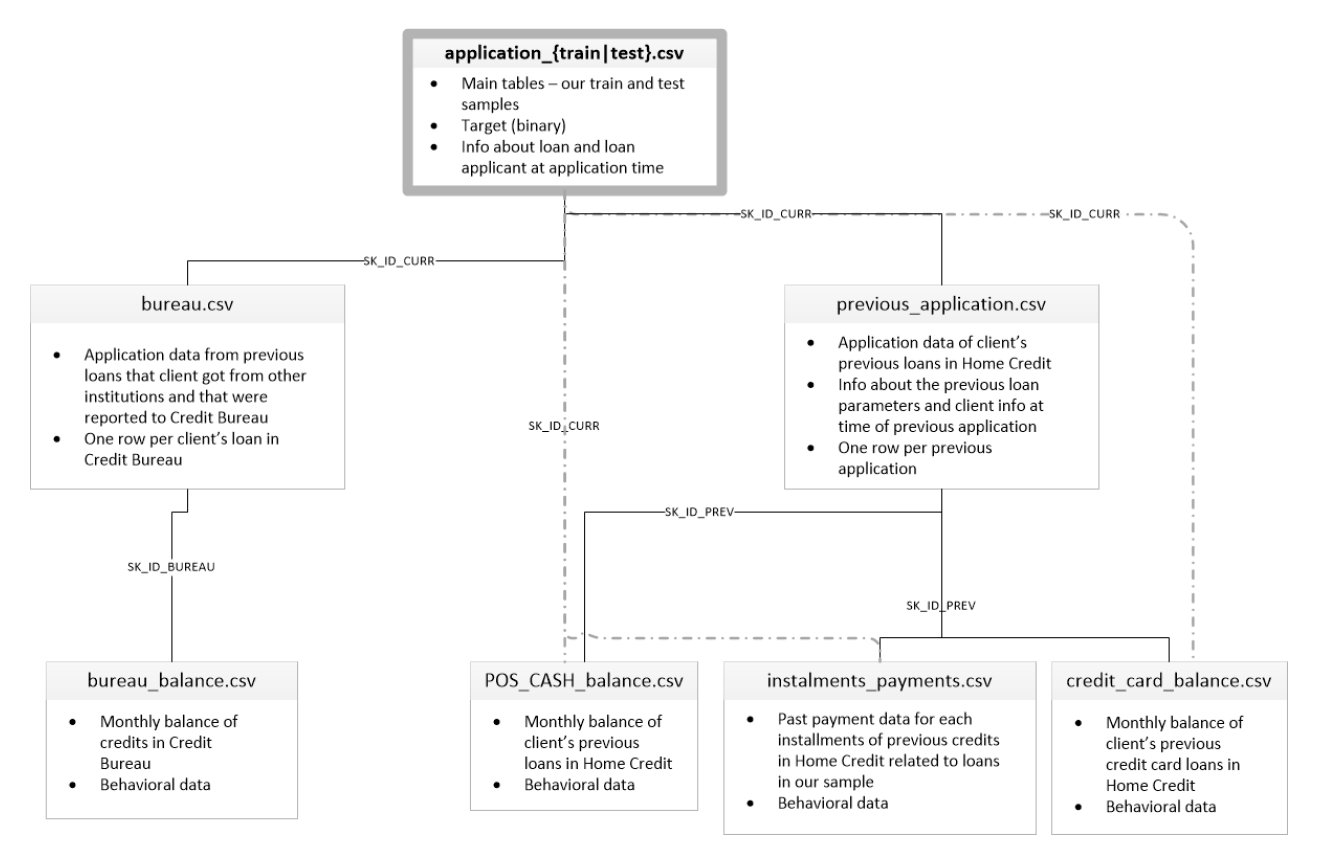 application_{train|test}.csv
• Main tables – our train and test
samples
• Target (binary)
• Info about loan and loan
applicant at application time
SK_ID_CURR
SK_ID_CURR
SK_ID_CURR
bureau.csv
• Application data from previous
loans that client got from other
institutions and that were
reported to Credit Bureau
• One row per client's loan in
Credit Bureau
previous_application.csv
• Application data of client's
previous loans in Home Credit
• Info about the previous loan
parameters and client info at
time of previous application
• One row per previous
application
SK_ID_CURR
SK_ID_PREV
SK_ID_BUREAU
SK_ID_PREV
bureau_balance.csv
• Monthly balance of
credits in Credit
Bureau
• Behavioral data
POS_CASH_balance.csv
• Monthly balance of
client's previous
loans in Home Credit
• Behavioral data
instalments_payments.csv
• Past payment data for each
installments of previous credits
in Home Credit related to loans
in our sample
• Behavioral data
credit_card_balance.csv
• Monthly balance of
client's previous
credit card loans in
Home Credit
• Behavioral data